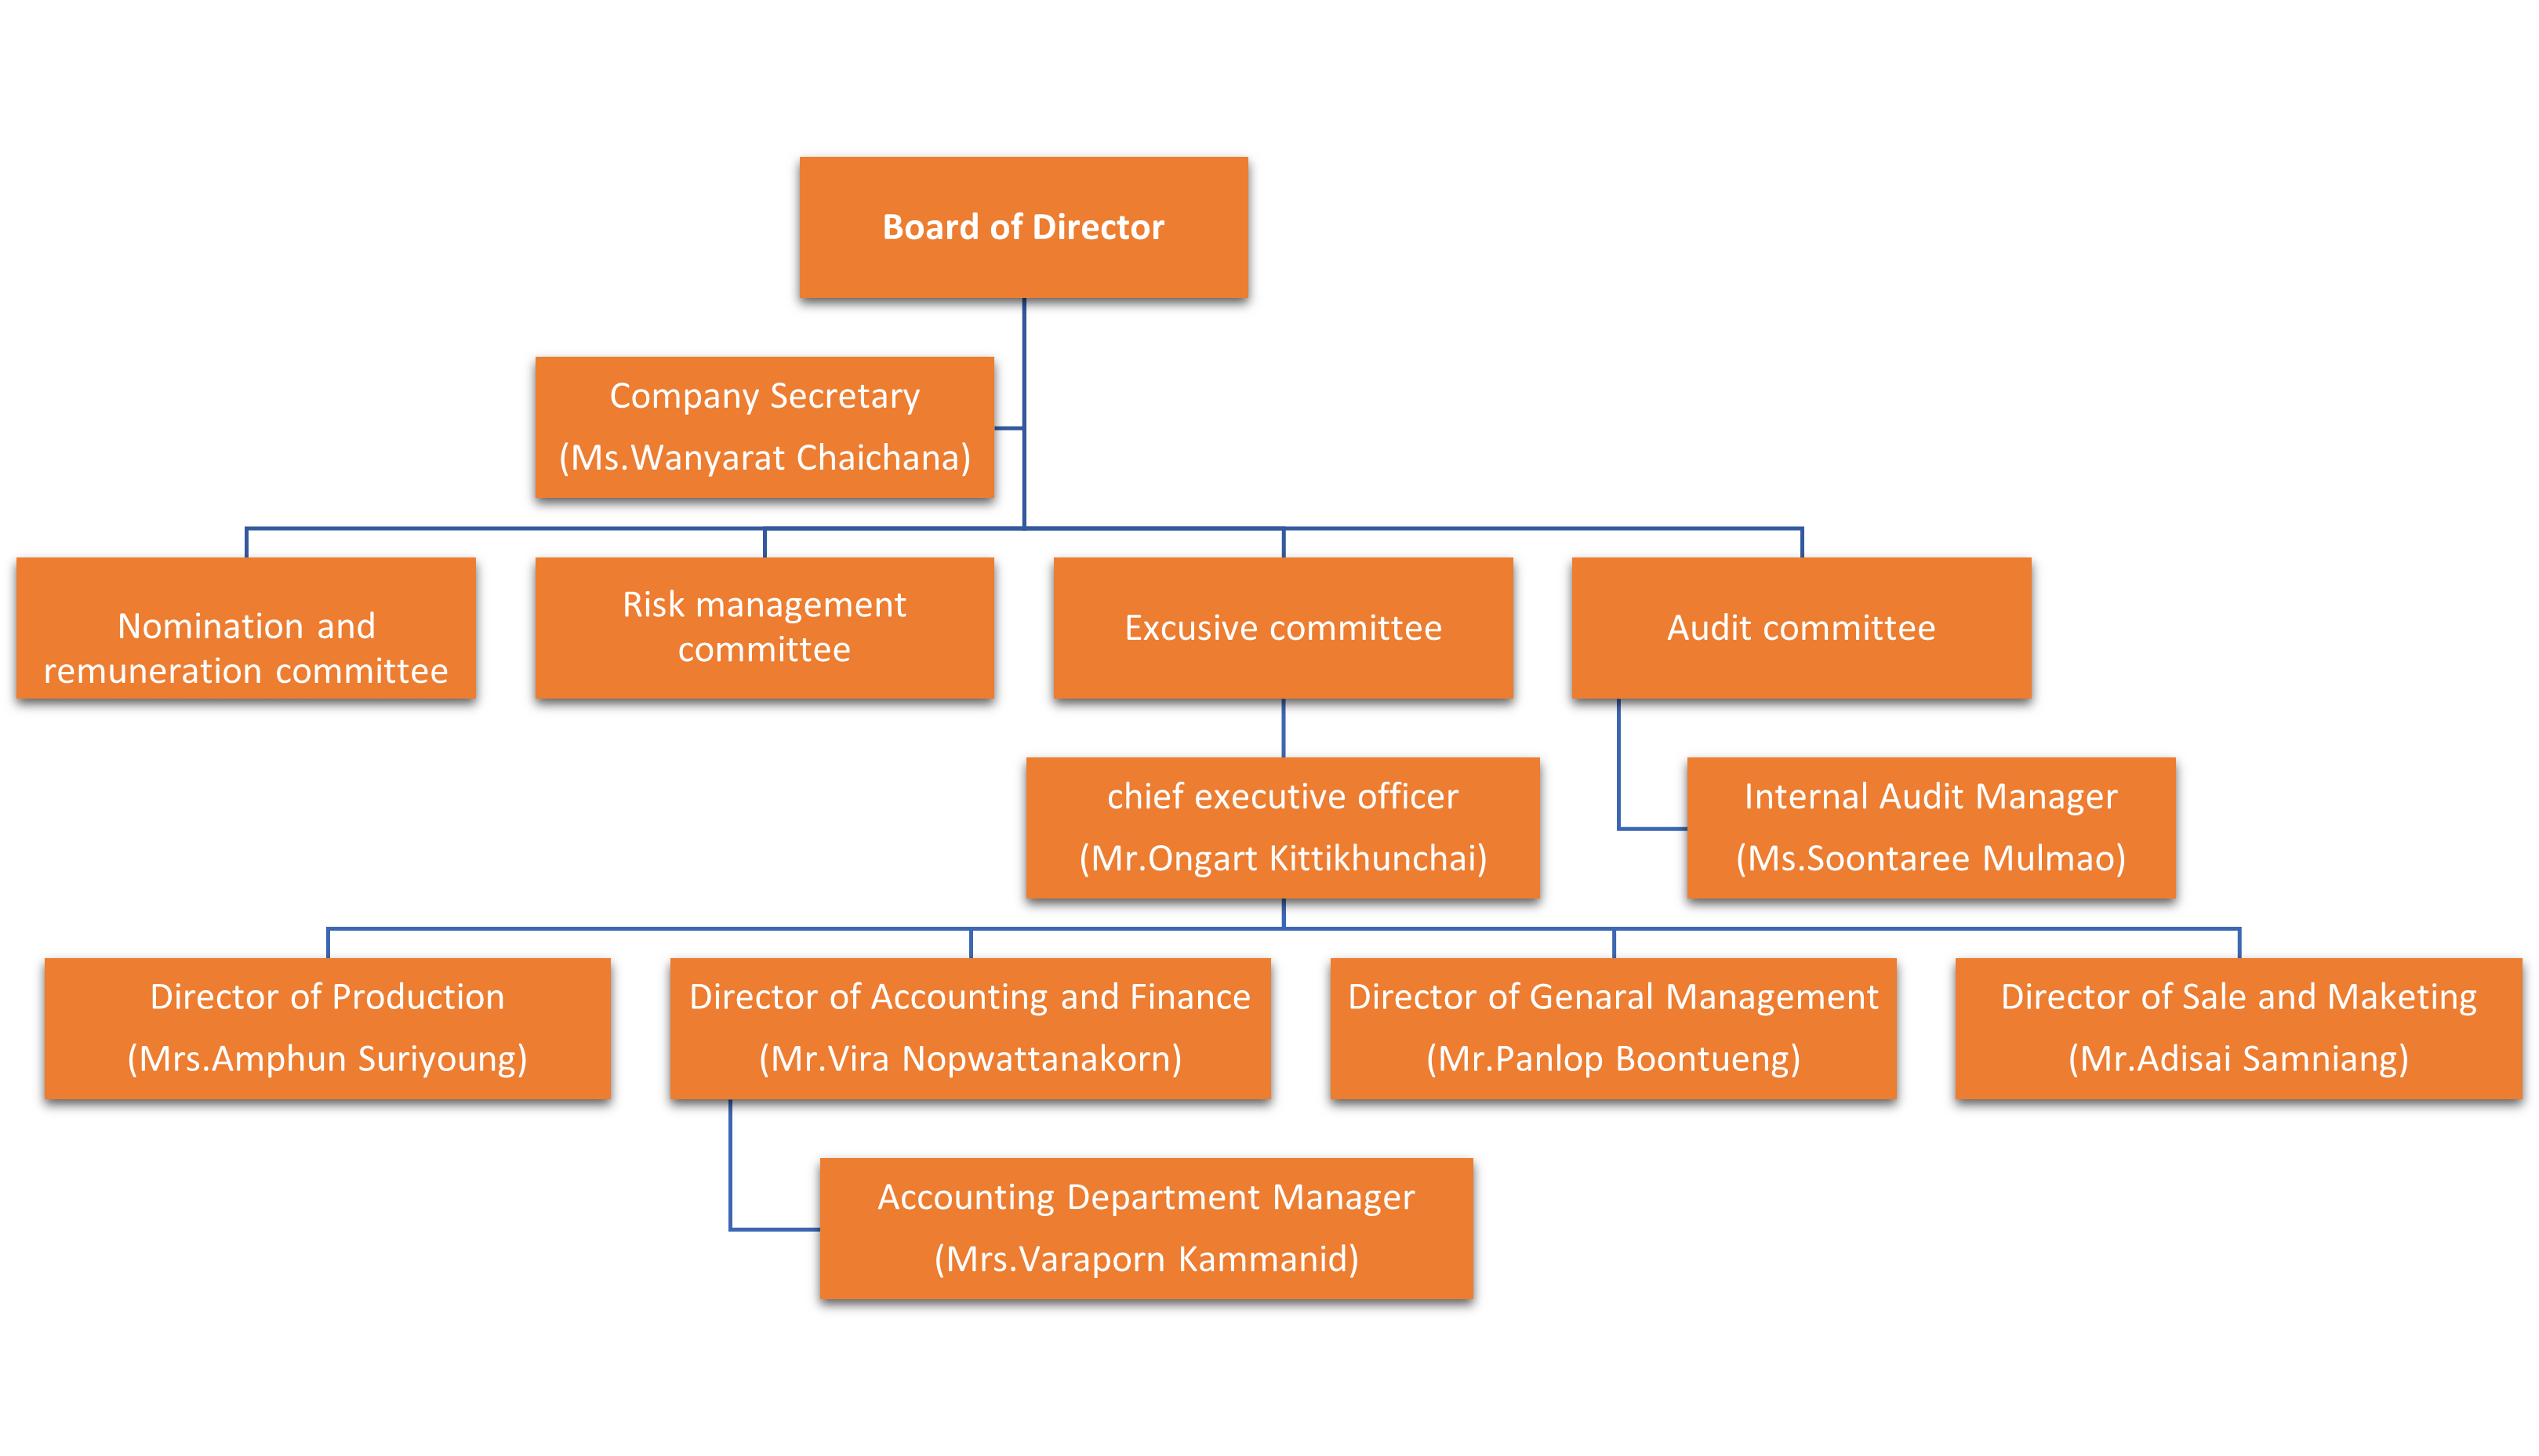 Board of Director
Company Secretary
(Ms.Wanyarat Chaichana)
Nomination and
remuneration committee
Risk management
committee
Excusive committee
Audit committee
chief executive officer
(Mr.Ongart Kittikhunchai)
Internal Audit Manager
(Ms.Soontaree Mulmao)
Director of Production
(Mrs.Amphun Suriyoung)
Director of Accounting and Finance
(Mr.Vira Nopwattanakorn)
Director of Genaral Management
(Mr.Panlop Boontueng)
Director of Sale and Maketing
(Mr.Adisai Samniang)
Accounting Department Manager
(Mrs.Varaporn Kammanid)